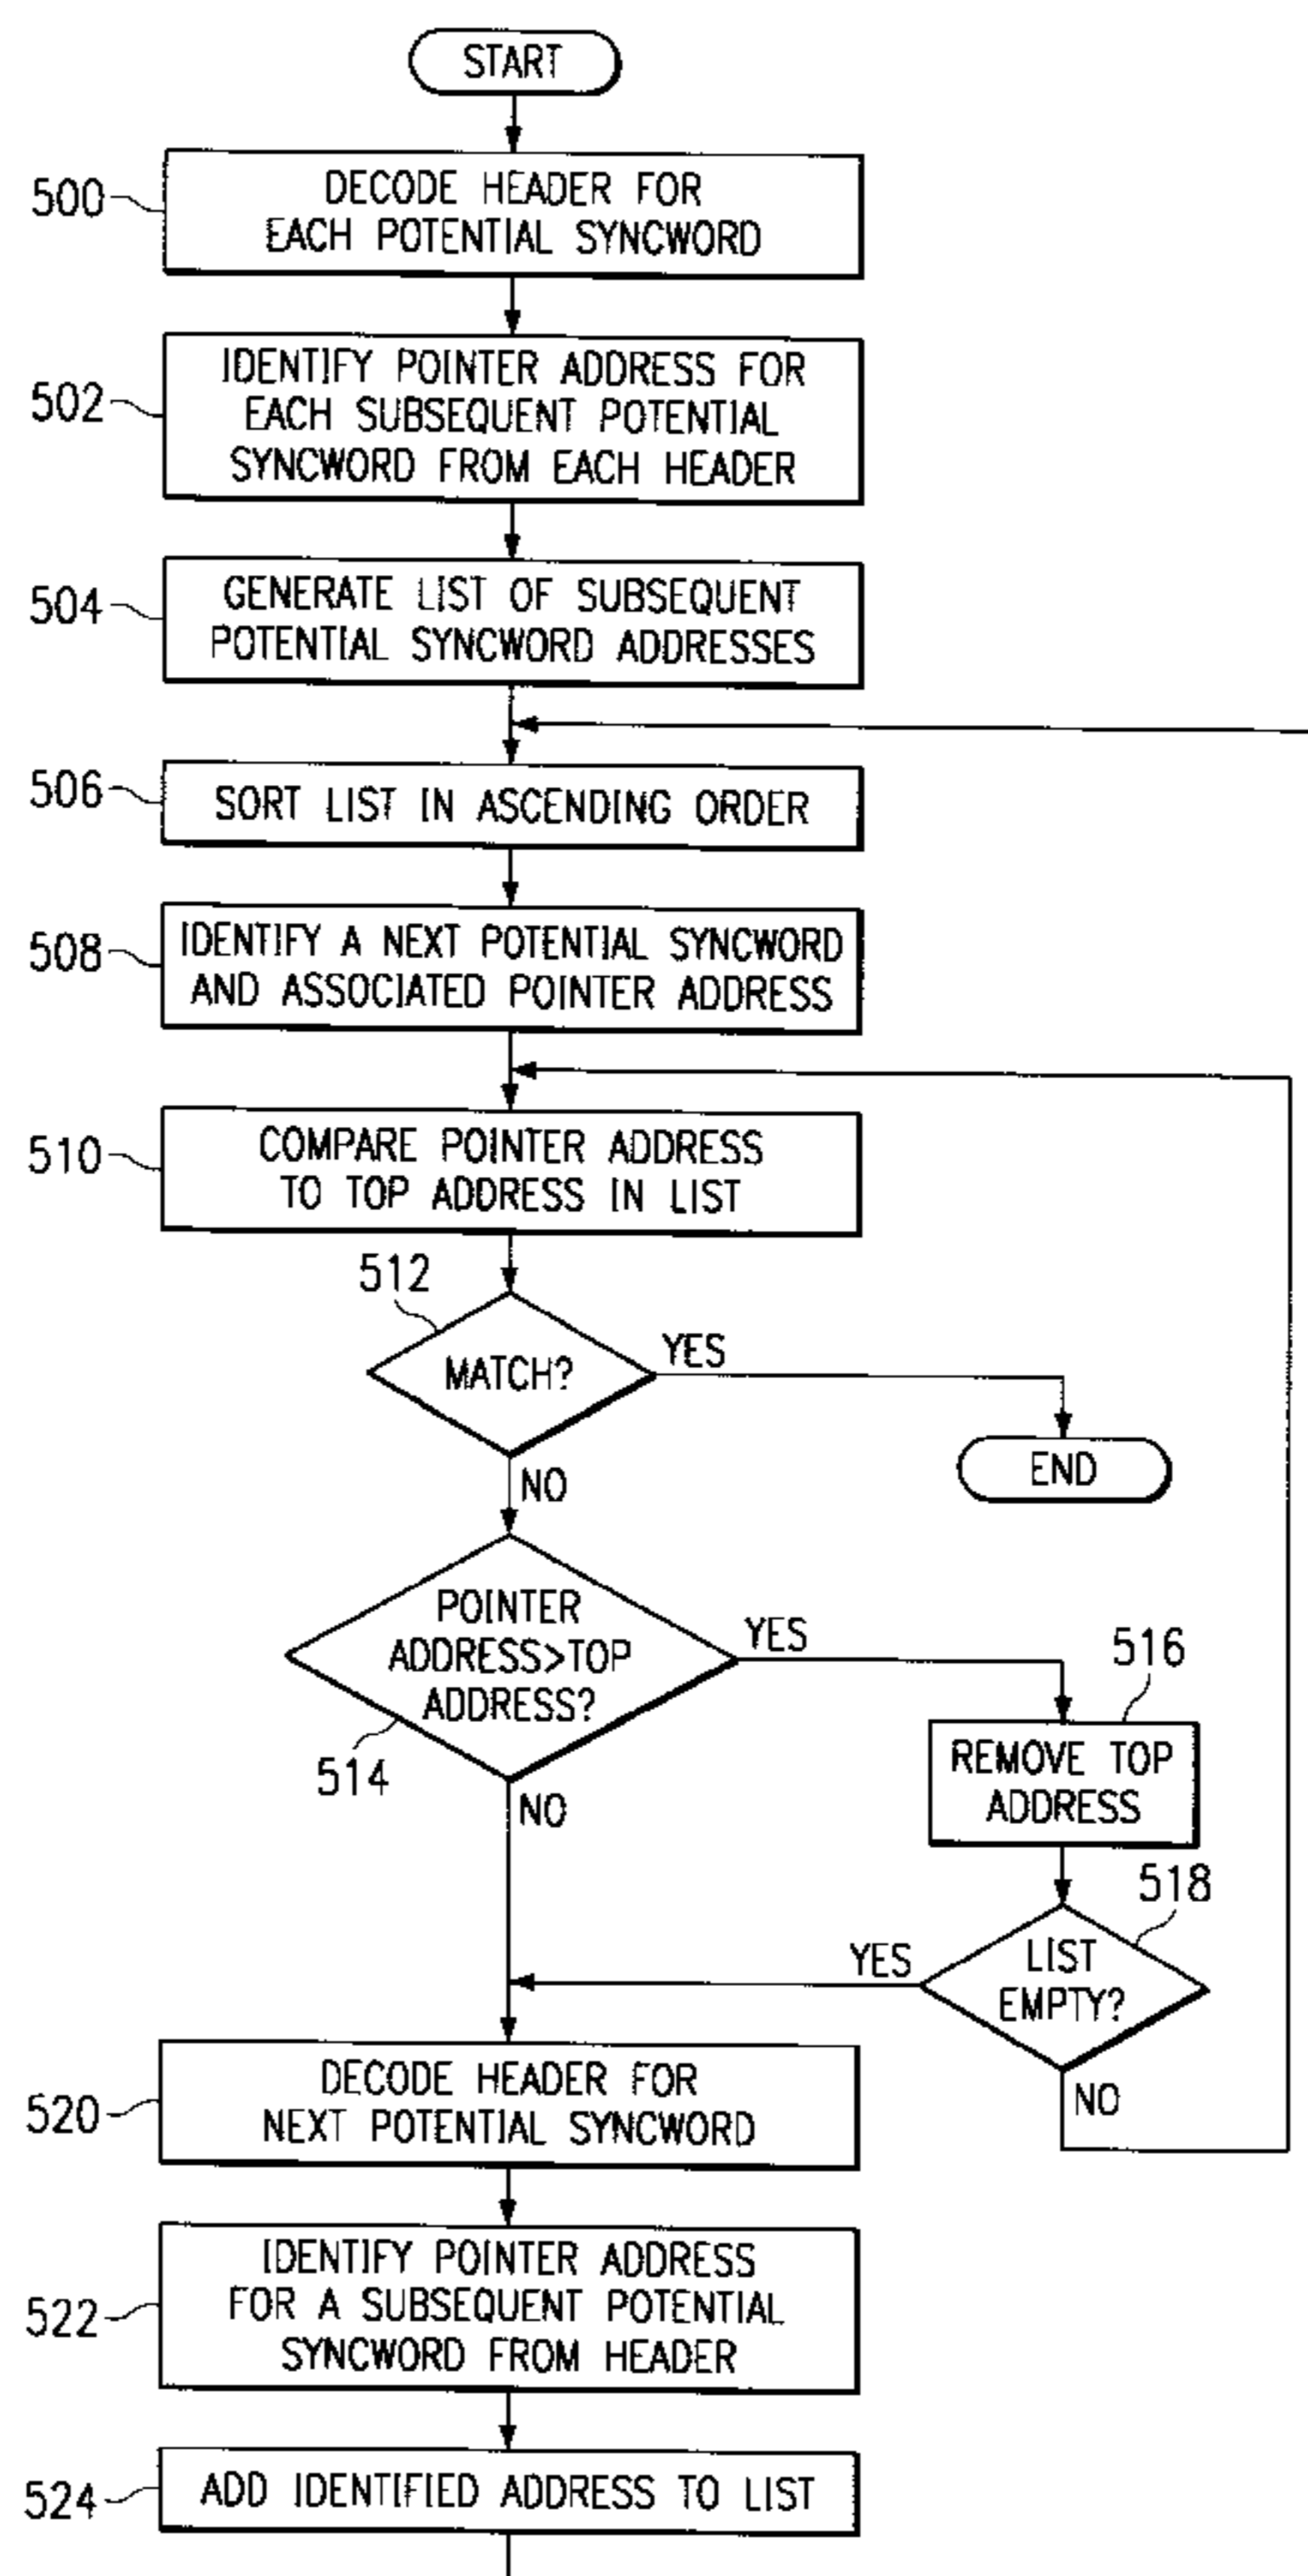 START
500
DECODE HEADER FOR
EACH POTENTIAL SYNCWORD
502
IDENTIFY POINTER ADDRESS FOR
EACH SUBSEQUENT POTENTIAL
SYNCWORD FROM EACH HEADER
504
GENERATE LIST OF SUBSEQUENT
POTENTIAL SYNCWORD ADDRESSES
506
SORT LIST IN ASCENDING ORDER
508
IDENTIFY A NEXT POTENTIAL SYNCWORD
AND ASSOCIATED POINTER ADDRESS
510
COMPARE POINTER ADDRESS
TO TOP ADDRESS IN LIST
512
MATCH?
YES
END
NO
POINTER
ADDRESS>TOP
ADDRESS?
514
YES
516
REMOVE TOP
ADDRESS
NO
518
LIST
EMPTY?
YES
NO
520
DECODE HEADER FOR
NEXT POTENTIAL SYNCWORD
522
IDENTIFY POINTER ADDRESS
FOR A SUBSEQUENT POTENTIAL
SYNCWORD FROM HEADER
524
ADD IDENTIFIED ADDRESS TO LIST